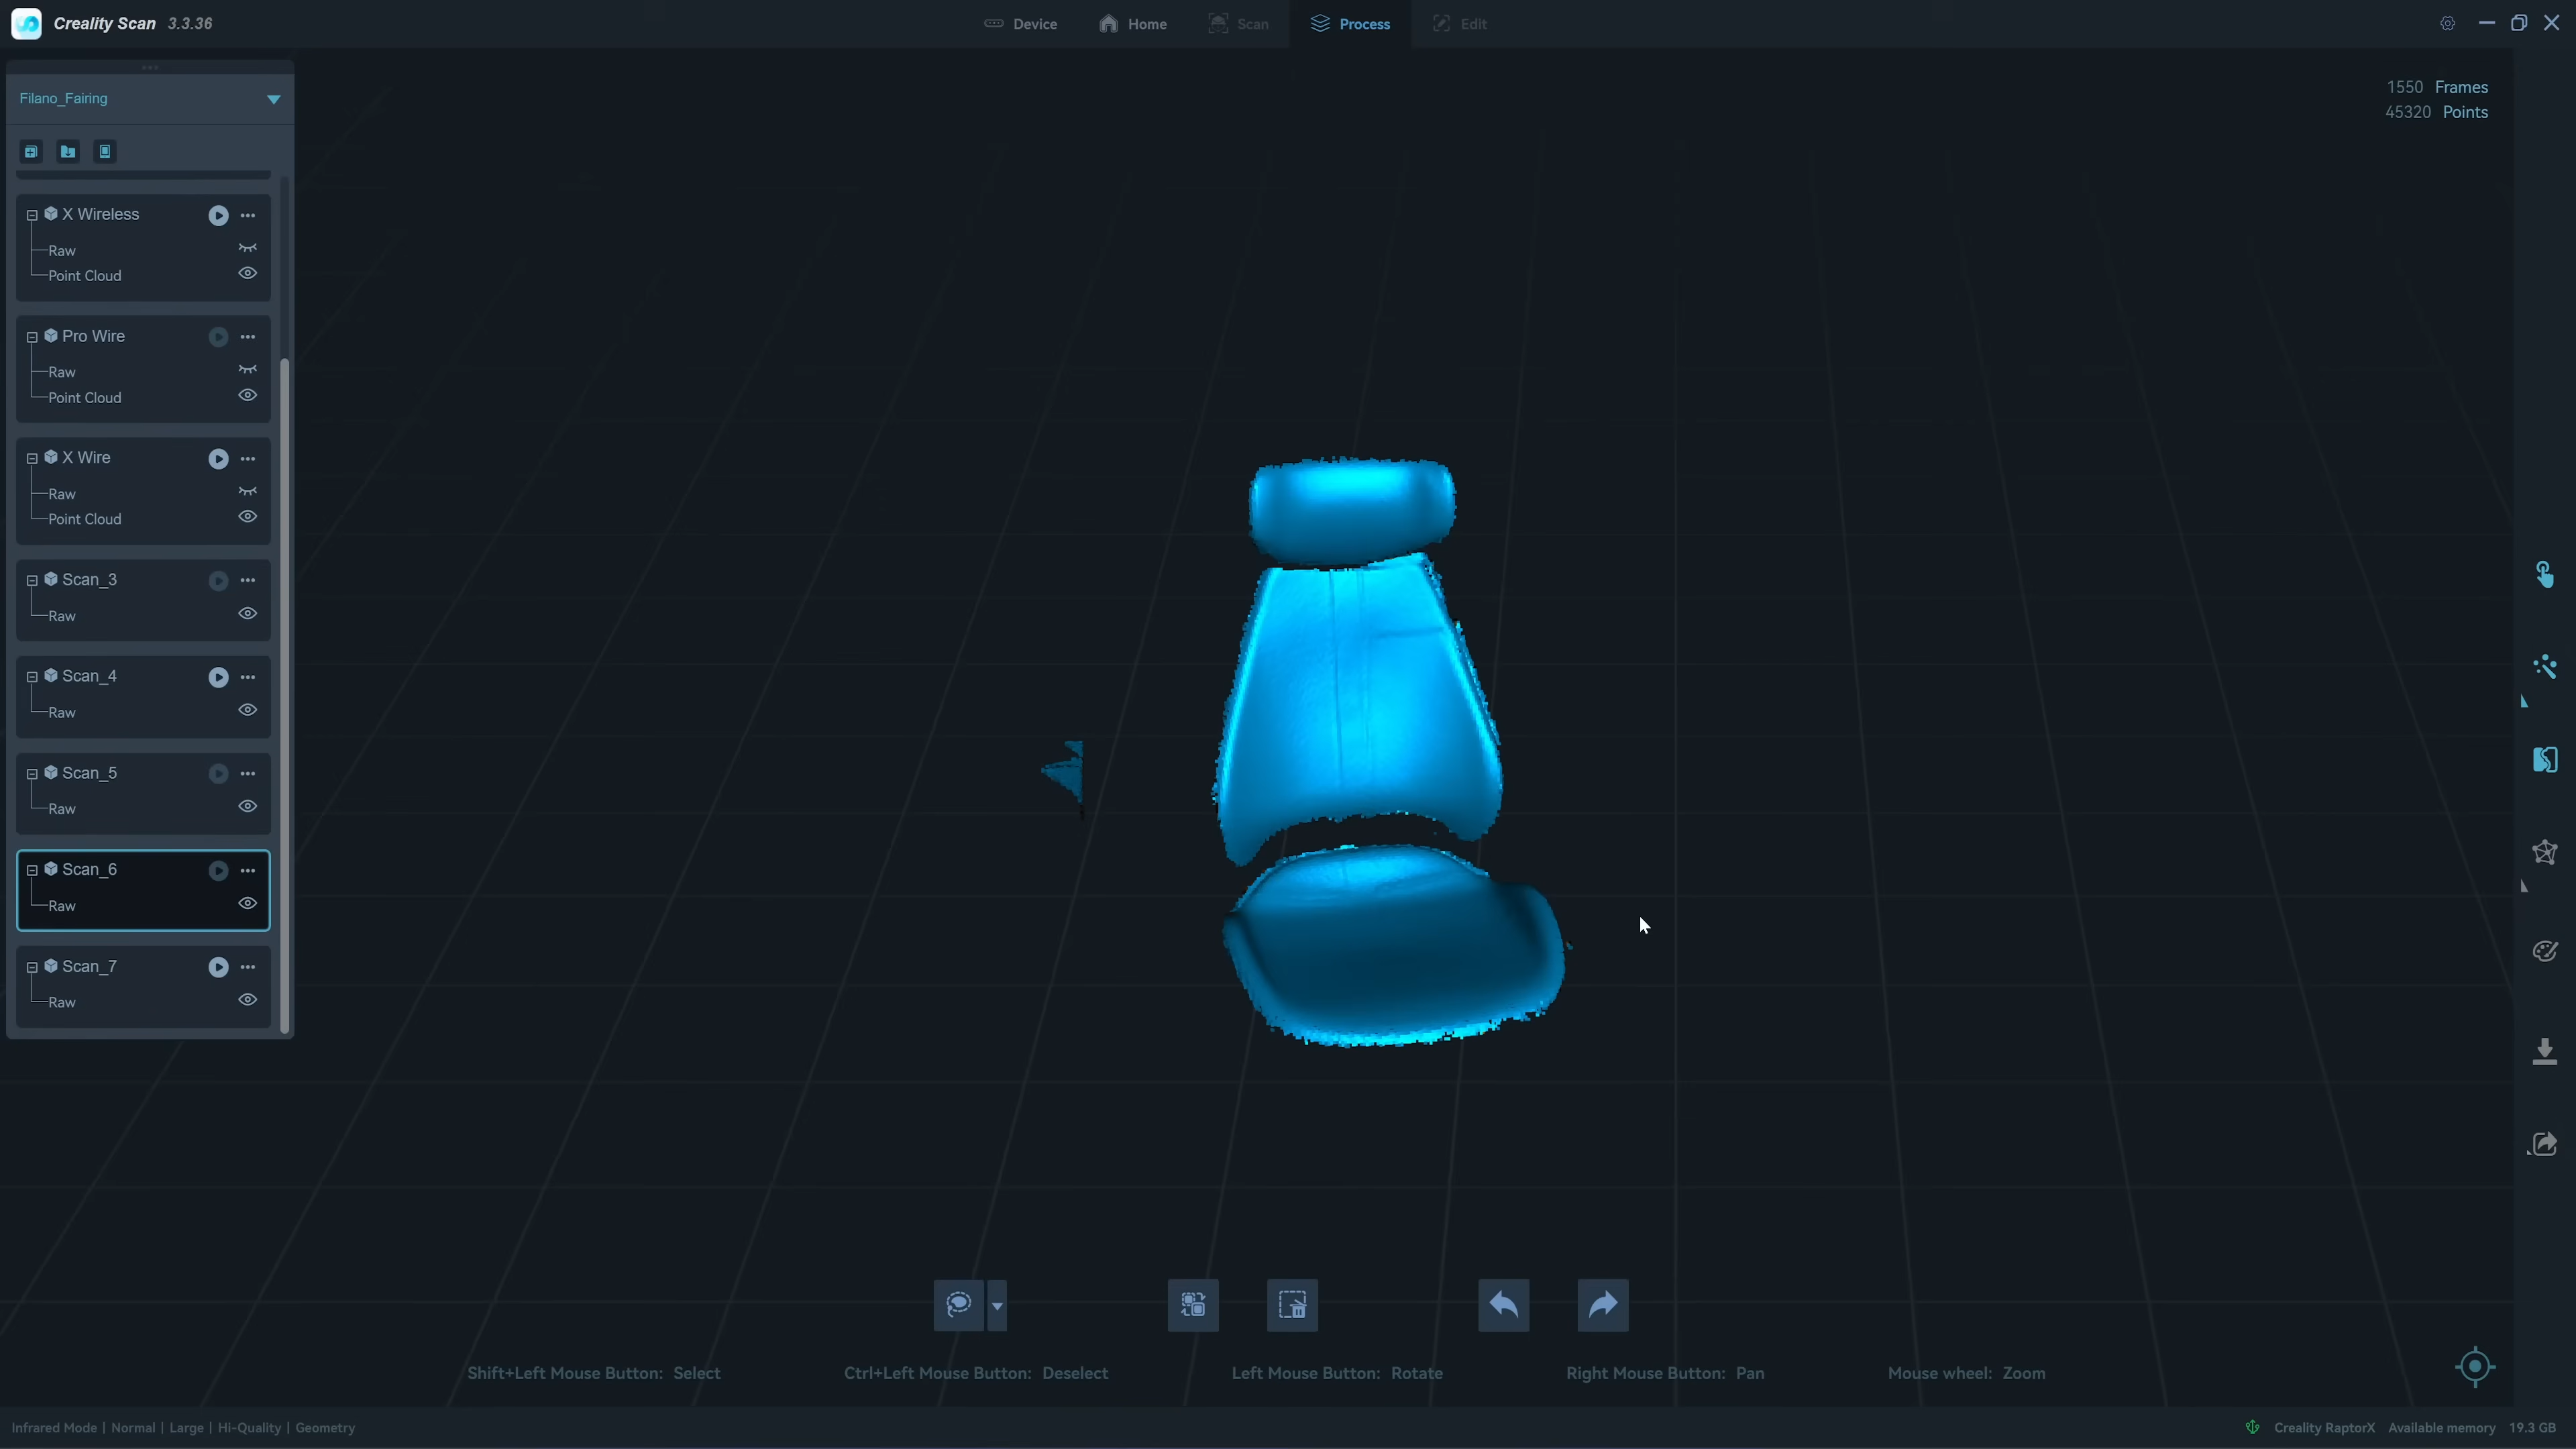 Creality Scan 3.3.36
Device Home Scan Process Edit
1550 Frames
45320 Points
Filano_Fairing
X Wireless
Raw
Point Cloud
Pro Wire
Raw
Point Cloud
X Wire
Raw
Point Cloud
Scan_3
Raw
Scan_4
Raw
Scan_5
Raw
Scan_6
Raw
Scan_7
Raw
Shift+Left Mouse Button: Select Ctrl+Left Mouse Button: Deselect Left Mouse Button: Rotate Right Mouse Button: Pan Mouse wheel: Zoom
Infrared Mode | Normal | Large | Hi-Quality | Geometry Creality RaptorX Available memory 19.3 GB